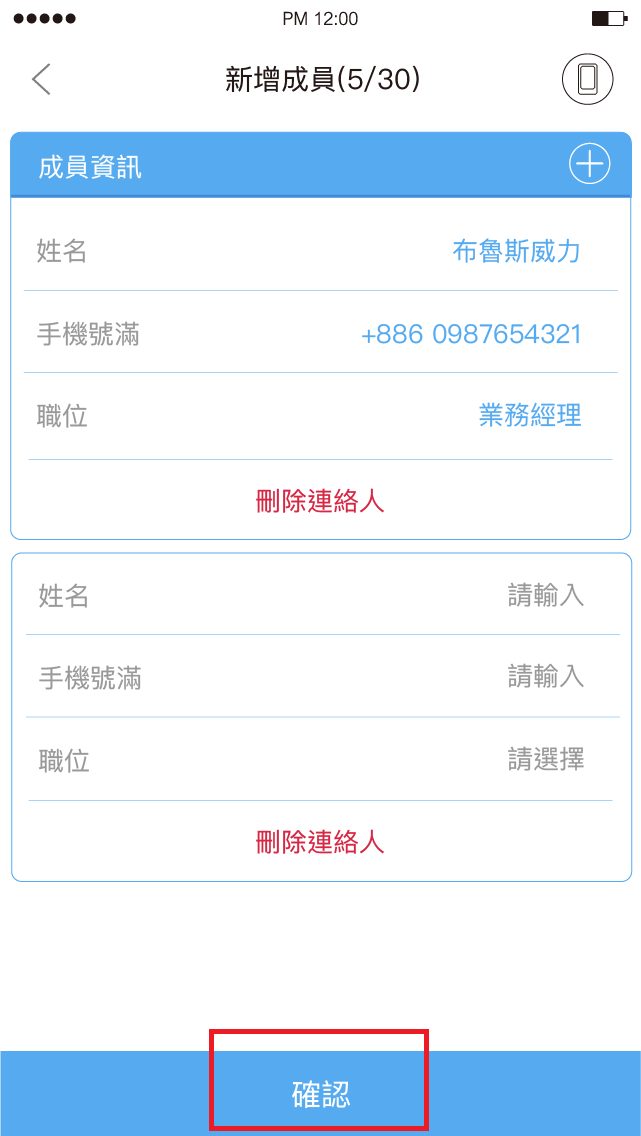 PM 12:00
新增成員(5/30)
成員資訊
姓名 布魯斯威力
手機號滿 +886 0987654321
職位 業務經理
刪除連絡人
姓名 請輸入
手機號滿 請輸入
職位 請選擇
刪除連絡人
確認